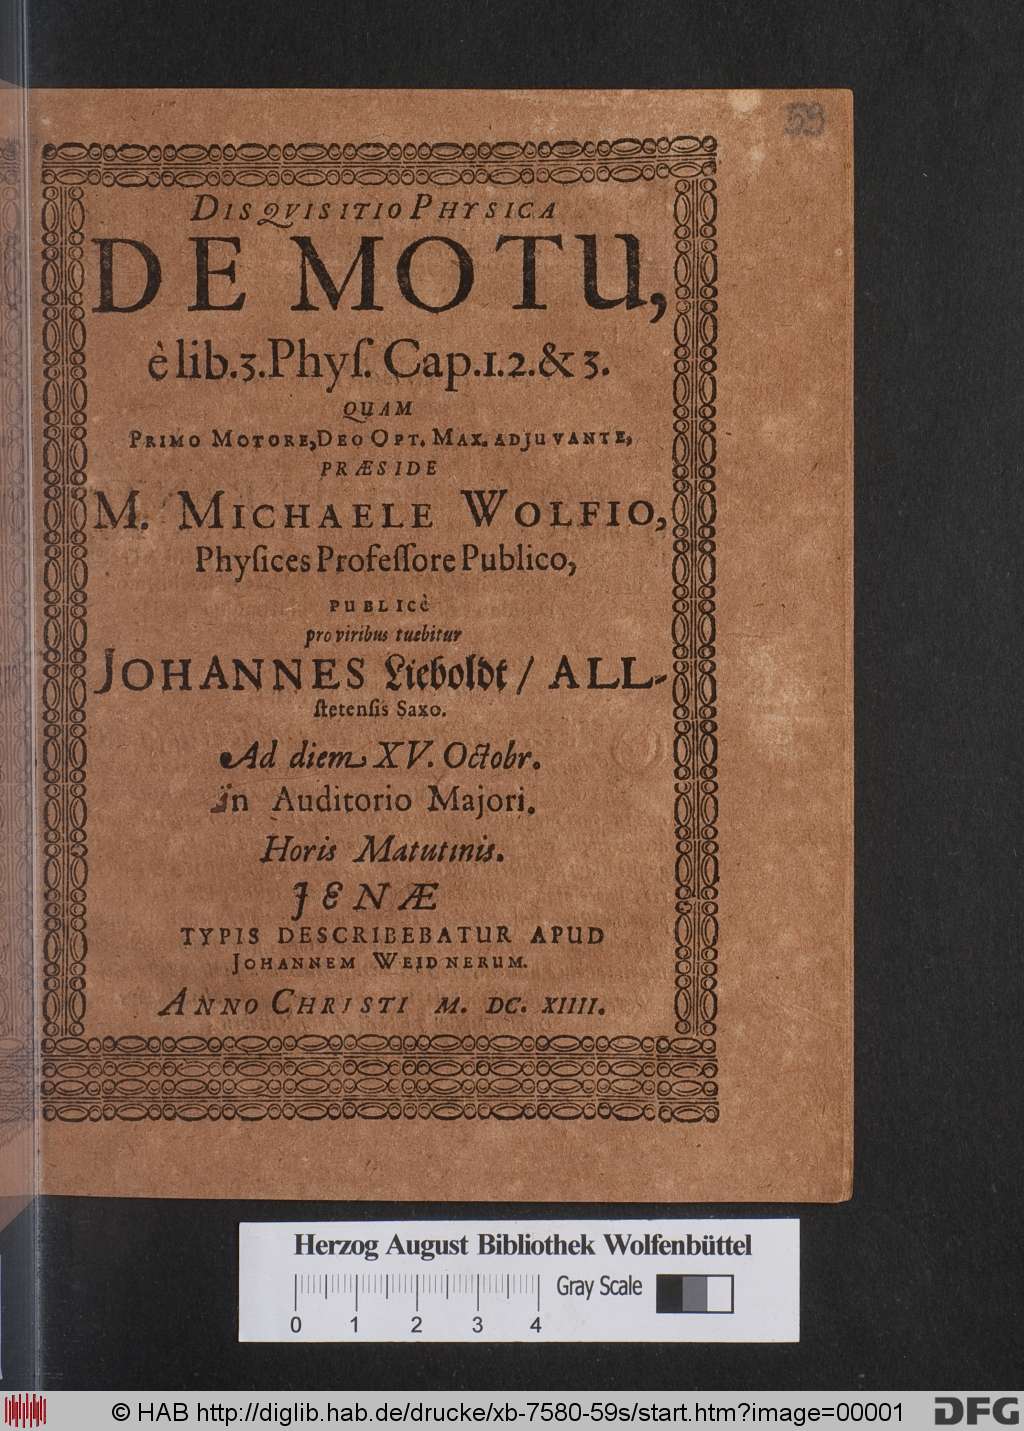 59
DISQVISITIO PHYSICA
DE MOTU,
è lib.3.Phyſ. Cap.1.2.& 3.
QUAM
PRIMO MOTORE, DEO OPT. MAX. ADJUVANTE,
PRÆSIDE
M. MICHAELE WOLFIO,
Phyſices Profeſſore Publico,
PUBLICè
pro viribus tuebitur
JOHANNES Lieboldt / ALL-
ſtetenſis Saxo.
Ad diem XV. Octobr.
In Auditorio Majori.
Horis Matutinis.
JENÆ
TYPIS DESCRIBEBATUR APUD
JOHANNEM WEIDNERUM.
ANNO CHRISTI M. DC. XIIII.
Herzog August Bibliothek Wolfenbüttel
Gray Scale
0 1 2 3 4
© HAB http://diglib.hab.de/drucke/xb-7580-59s/start.htm?image=00001
DFG